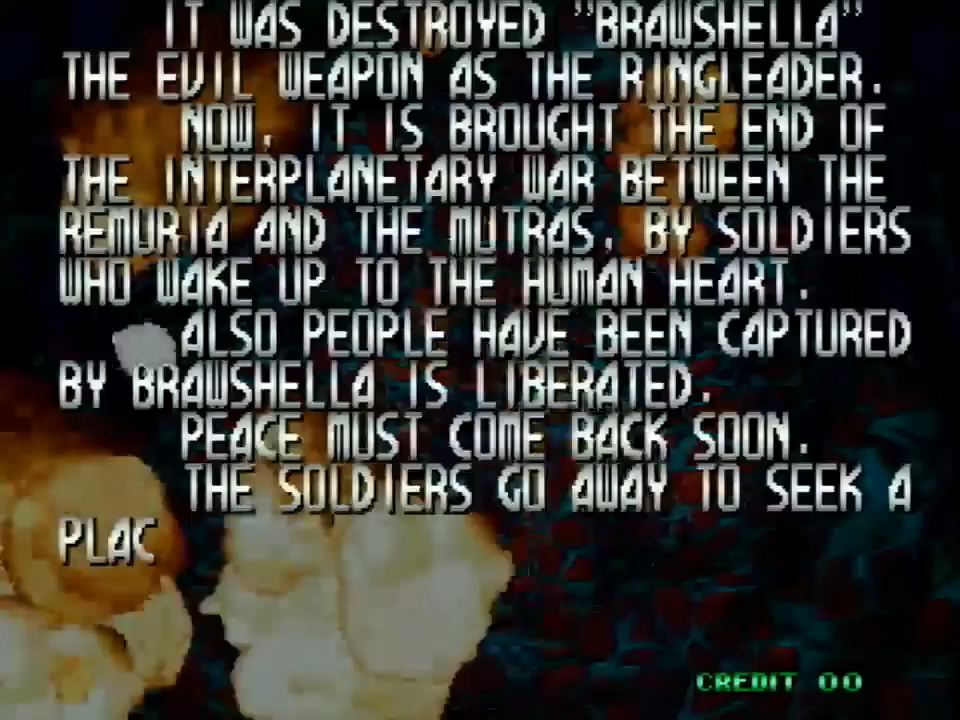 IT WAS DESTROYED "BRAWSHELLA"
THE EVIL WEAPON AS THE RINGLEADER.
NOW, IT IS BROUGHT THE END OF
THE INTERPLANETARY WAR BETWEEN THE
REMURIA AND THE MUTRAS, BY SOLDIERS
WHO WAKE UP TO THE HUMAN HEART.
ALSO PEOPLE HAVE BEEN CAPTURED
BY BRAWSHELLA IS LIBERATED.
PEACE MUST COME BACK SOON.
THE SOLDIERS GO AWAY TO SEEK A
PLAC
CREDIT 00